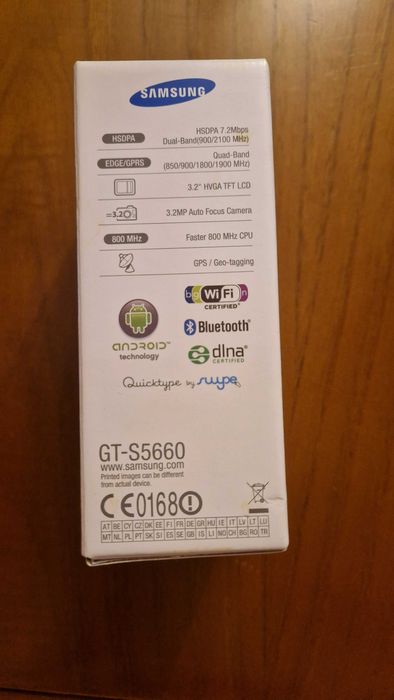 SAMSUNG
HSDPA
HSDPA 7.2Mbps
Dual-Band(900/2100 MHz)
EDGE/GPRS
Quad-Band
(850/900/1800/1900 MHz)
3.2" HVGA TFT LCD
=3.2
3.2MP Auto Focus Camera
800 MHz
Faster 800 MHz CPU
GPS / Geo-tagging
bg WiFi n
CERTIFIED®
ANDROID™
technology
Bluetooth®
dlna®
CERTIFIED
Quicktype by swype
GT-S5660
www.samsung.com
Printed images can be different
from actual device.
CE0168!
AT BE CY CZ DK EE FI FR DE GR HU IE IT LV LT LU
MT NL PL PT SK SI ES SE GB IS LI NO CH BG RO TR